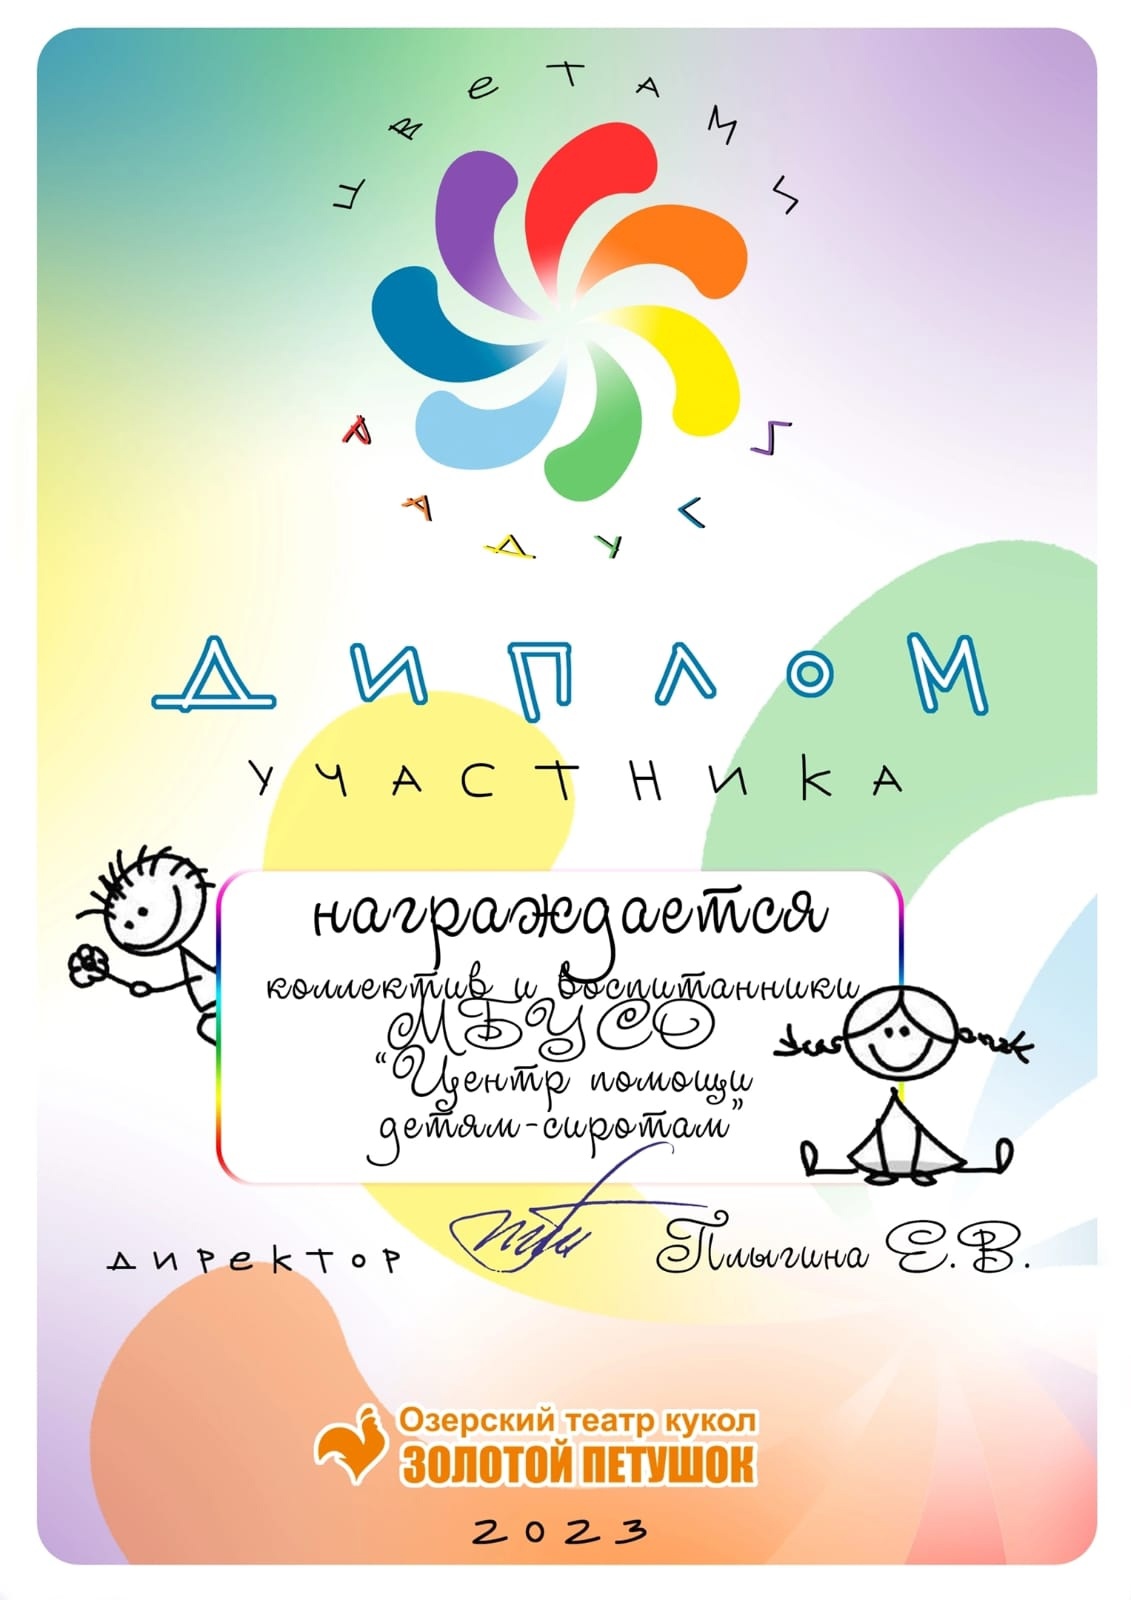 цветами
радуги
ДИПЛОМ
УЧАСТНИКА
награждается
коллектив и воспитанники
МБУСО
“Центр помощи
детям-сиротам”
директор Плыгина Е.В.
Озерский театр кукол
ЗОЛОТОЙ ПЕТУШОК
2023